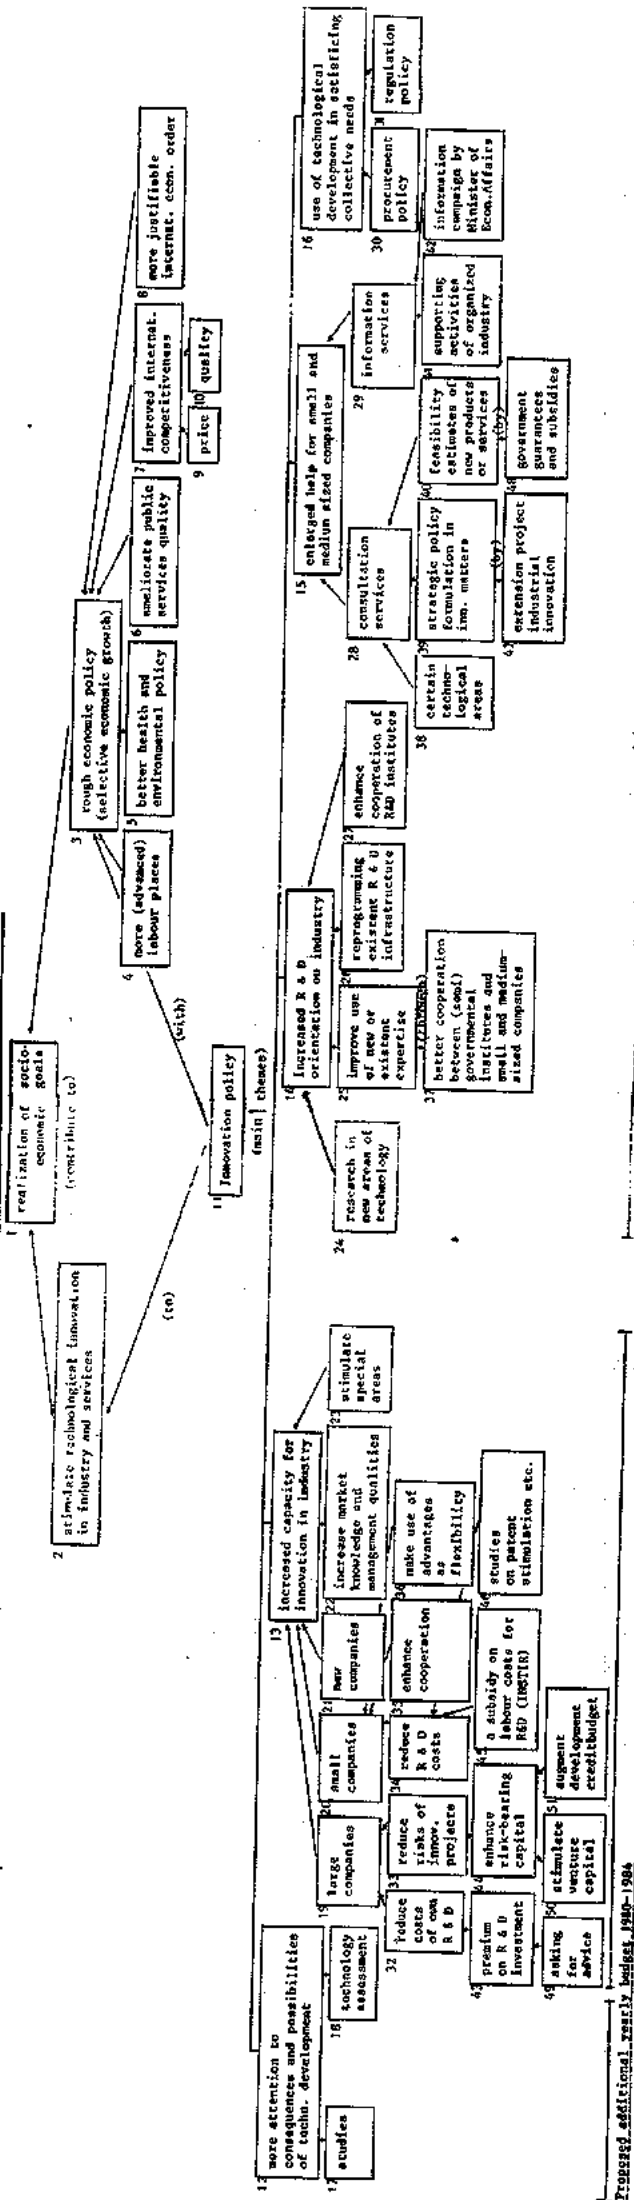 1
realization of socio-
economic goals
(contribute to)
2
stimulate technological innovation
in industry and services
3
rough economic policy
(selective economic growth)
4
more (advanced)
labour places
5
better health and
environmental policy
6
ameliorate public
services quality
7
improved internat.
competitiveness
8
more justifiable
internat. econ. order
9
price
10
quality
(to)
(with)
11
Innovation policy
(main themes)
12
more attention to
consequences and possibilities
of techn. development
13
increased capacity for
innovation in industry
14
Increased R & D
orientation on industry
15
enlarged help for small and
medium sized companies
16
use of technological
development in satisficing
collective needs
17
studies
18
technology
assessment
19
large
companies
20
small
companies
21
new
companies
22
increase market
knowledge and
management qualities
23
stimulate
special
areas
24
research in
new areas of
technology
25
improve use
of new or
existent
expertise
26
reprogramming
existent R & D
infrastructure
27
enhance
cooperation of
R&D institutes
28
consultation
services
29
information
services
30
procurement
policy
31
regulation
policy
32
reduce
costs
of own
R & D
33
reduce
risks of
innov.
projects
34
reduce
R & D
costs
35
enhance
cooperation
36
make use of
advantages
as
flexibility
(through)
37
better cooperation
between (semi)
governmental
institutes and
small and medium-
sized companies
38
certain
techno-
logical
areas
39
strategic policy
formulation in
inn. matters
40
feasibility
estimates of
new products
or services
41
supporting
activities
of organized
industry
42
information
campaign by
Minister of
Econ.Affairs
43
premium
on R & D
investment
44
enhance
risk-bearing
capital
45
a subsidy on
labour costs for
R&D (INSTIR)
46
studies
on patent
stimulation etc.
(by)
47
extension project
industrial
innovation
(by)
48
government
guarantees
and subsidies
49
asking
for
advice
50
stimulate
venture
capital
51
augment
development
creditbudget
Proposed additional yearly budget 1980-1984